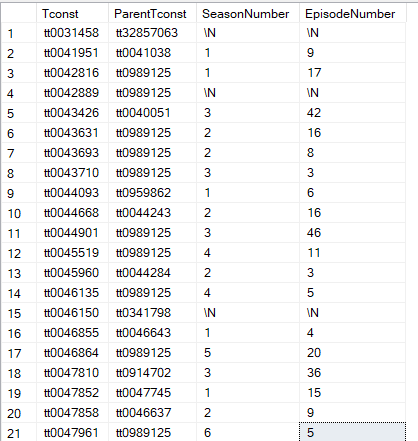 Tconst ParentTconst SeasonNumber EpisodeNumber
1 tt0031458 tt32857063 \N \N
2 tt0041951 tt0041038 1 9
3 tt0042816 tt0989125 1 17
4 tt0042889 tt0989125 \N \N
5 tt0043426 tt0040051 3 42
6 tt0043631 tt0989125 2 16
7 tt0043693 tt0989125 2 8
8 tt0043710 tt0989125 3 3
9 tt0044093 tt0959862 1 6
10 tt0044668 tt0044243 2 16
11 tt0044901 tt0989125 3 46
12 tt0045519 tt0989125 4 11
13 tt0045960 tt0044284 2 3
14 tt0046135 tt0989125 4 5
15 tt0046150 tt0341798 \N \N
16 tt0046855 tt0046643 1 4
17 tt0046864 tt0989125 5 20
18 tt0047810 tt0914702 3 36
19 tt0047852 tt0047745 1 15
20 tt0047858 tt0046637 2 9
21 tt0047961 tt0989125 6 5